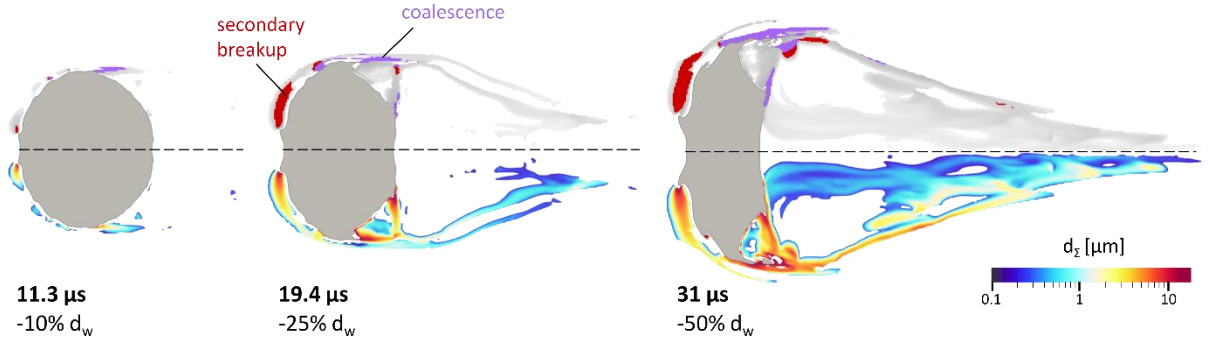 secondary
breakup
coalescence
11.3 µs
-10% d_w
19.4 µs
-25% d_w
31 µs
-50% d_w
d_Σ [µm]
0.1 1 10